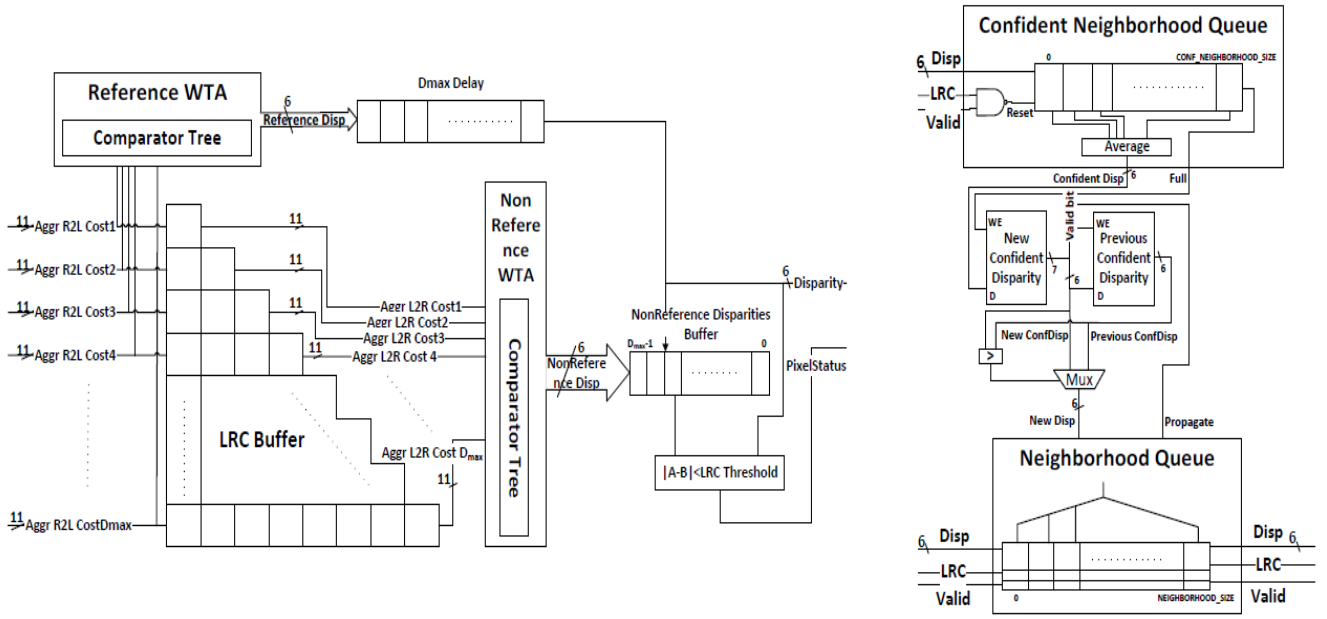 Reference WTA
Comparator Tree
6
Reference Disp
Dmax Delay
11 Aggr R2L Cost1
11 Aggr R2L Cost2
11 Aggr R2L Cost3
11 Aggr R2L Cost4
11 Aggr R2L CostDmax
LRC Buffer
11
11
11
11
11
Aggr L2R Cost1
Aggr L2R Cost2
Aggr L2R Cost3
Aggr L2R Cost 4
Aggr L2R Cost Dmax
Non
Refere
nce
WTA
Comparator Tree
6
NonRefere
nce Disp
NonReference Disparities
Buffer
Dmax-1
0
6
Disparity
PixelStatus
|A-B|<LRC Threshold
Confident Neighborhood Queue
6 Disp
LRC
Valid
Reset
0
CONF_NEIGHBORHOOD_SIZE
Average
Confident Disp 6
Full
WE
New
Confident
Disparity
D
7
Valid bit
6
WE
Previous
Confident
Disparity
D
6
New ConfDisp
Previous ConfDisp
>
Mux
6
New Disp
Propagate
Neighborhood Queue
6 Disp
LRC
Valid
0
NEIGHBORHOOD_SIZE
Disp 6
LRC
Valid